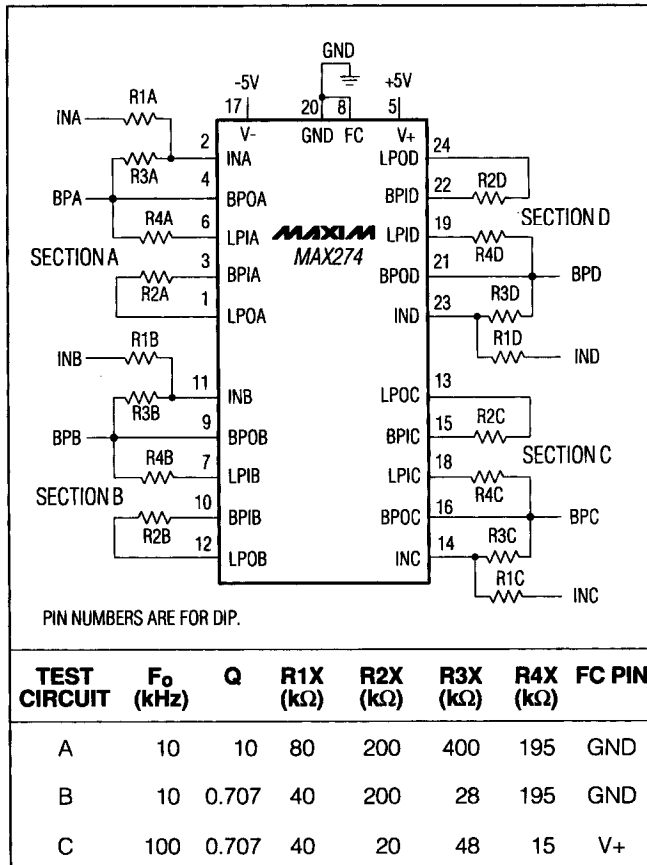 GND
-5V +5V
17 20 8 5
V- GND FC V+
INA R1A
2 INA
R3A
BPA 4 BPOA
R4A 6 LPIA
SECTION A
3 BPIA
R2A
1 LPOA
INB R1B
11 INB
R3B
BPB 9 BPOB
R4B 7 LPIB
SECTION B
10 BPIB
R2B
12 LPOB
MAXIM
MAX274
LPOD 24
BPID 22 R2D
SECTION D
LPID 19 R4D
BPOD 21 BPD
R3D
IND 23
R1D IND
LPOC 13
BPIC 15 R2C
SECTION C
LPIC 18 R4C
BPOC 16 BPC
R3C
INC 14
R1C INC
PIN NUMBERS ARE FOR DIP.
TEST CIRCUIT Fo (kHz) Q R1X (kΩ) R2X (kΩ) R3X (kΩ) R4X (kΩ) FC PIN
A 10 10 80 200 400 195 GND
B 10 0.707 40 200 28 195 GND
C 100 0.707 40 20 48 15 V+